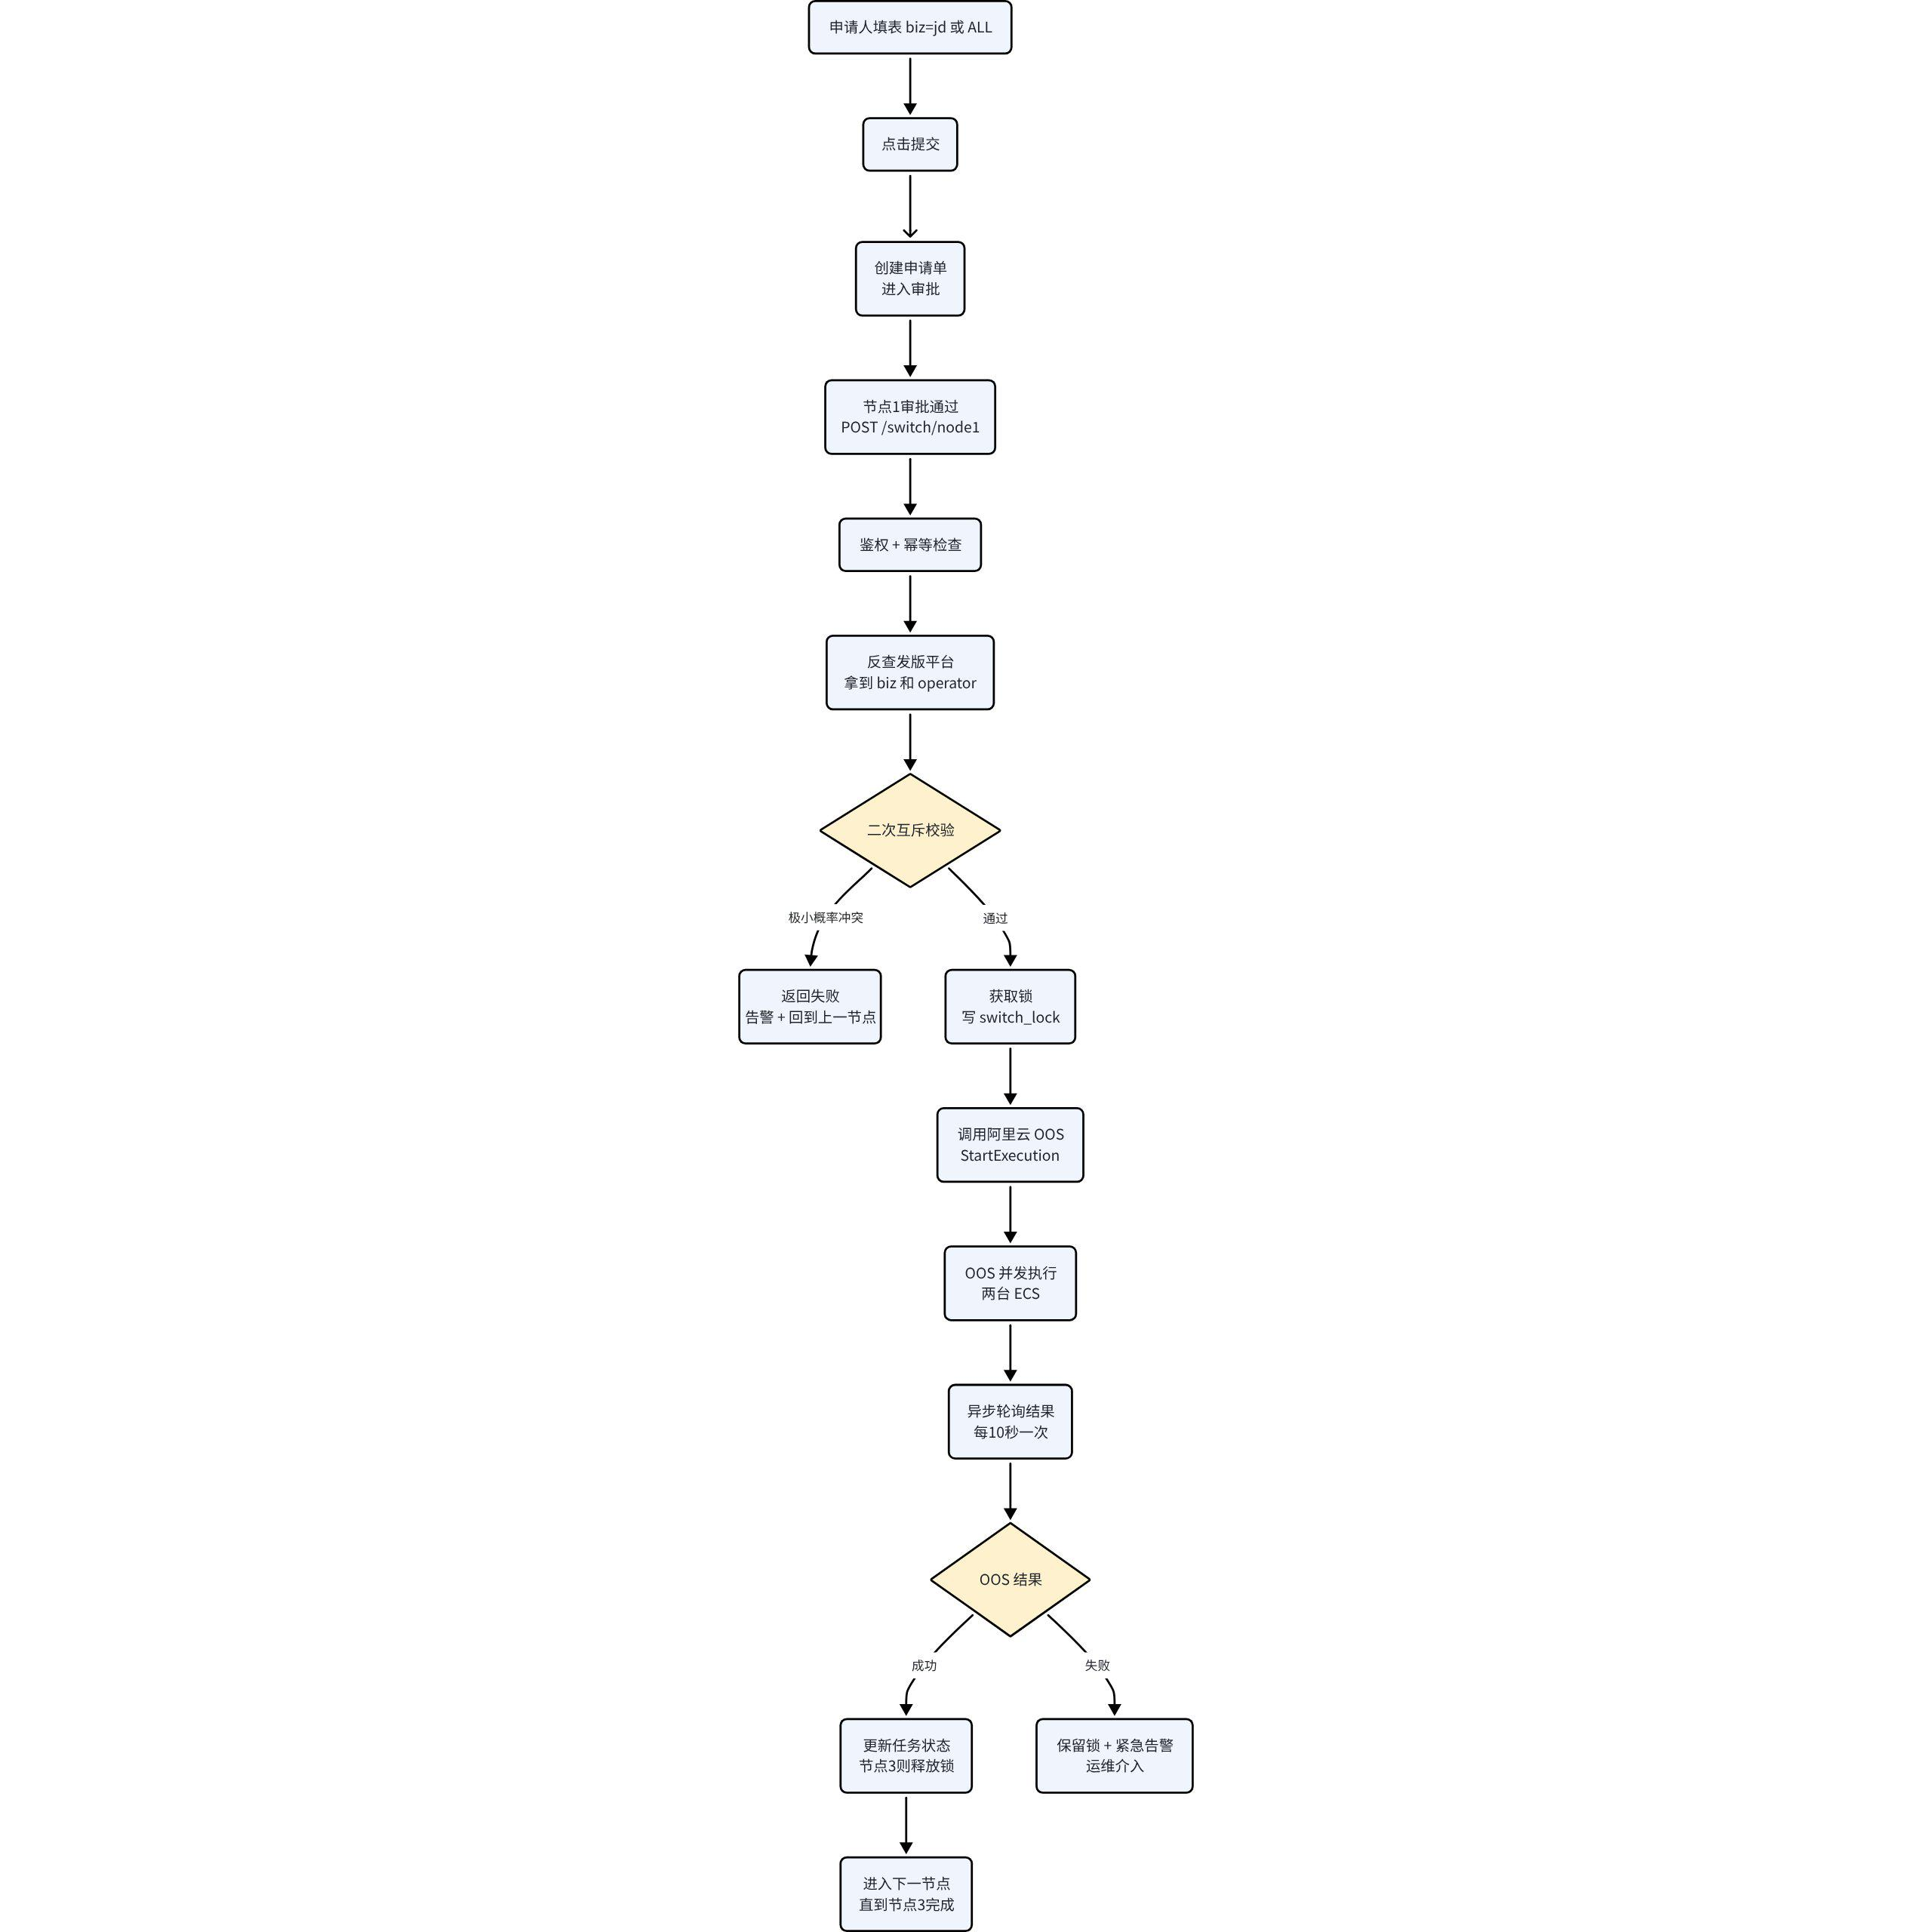 申请人填表 biz=jd 或 ALL
点击提交
创建申请单
进入审批
节点1审批通过
POST /switch/node1
鉴权 + 幂等检查
反查发版平台
拿到 biz 和 operator
二次互斥校验
极小概率冲突
通过
返回失败
告警 + 回到上一节点
获取锁
写 switch_lock
调用阿里云 OOS
StartExecution
OOS 并发执行
两台 ECS
异步轮询结果
每10秒一次
OOS 结果
成功
失败
更新任务状态
节点3则释放锁
保留锁 + 紧急告警
运维介入
进入下一节点
直到节点3完成